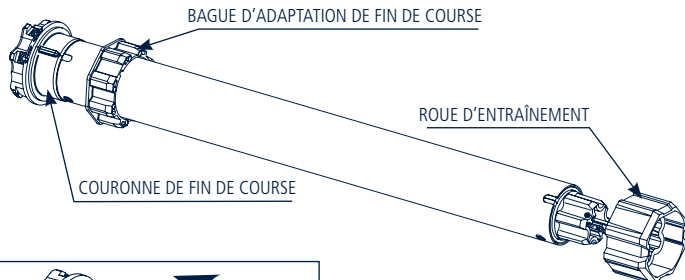 BAGUE D’ADAPTATION DE FIN DE COURSE
ROUE D’ENTRAÎNEMENT
COURONNE DE FIN DE COURSE